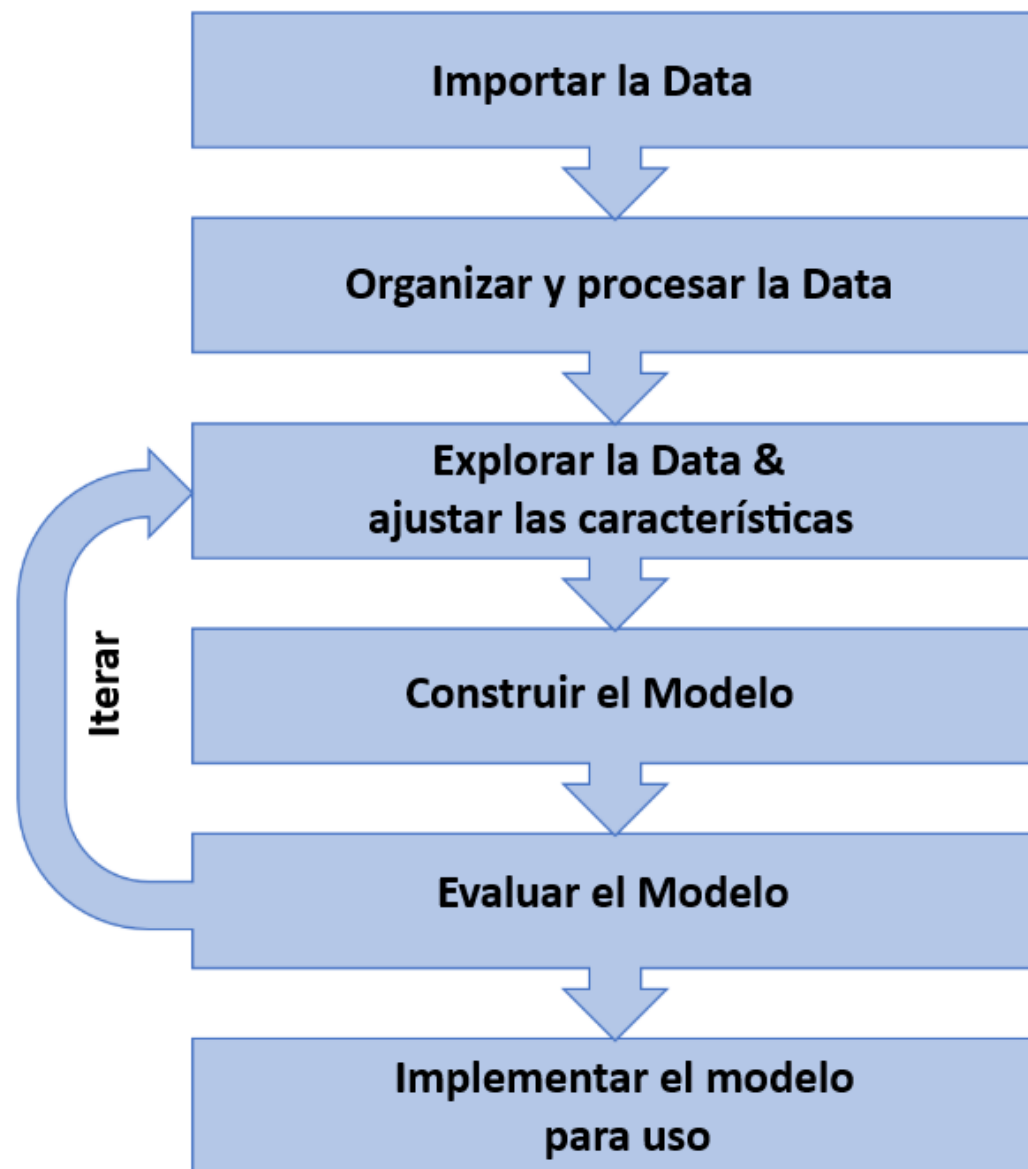 Importar la Data
Organizar y procesar la Data
Explorar la Data &
ajustar las características
Iterar
Construir el Modelo
Evaluar el Modelo
Implementar el modelo
para uso